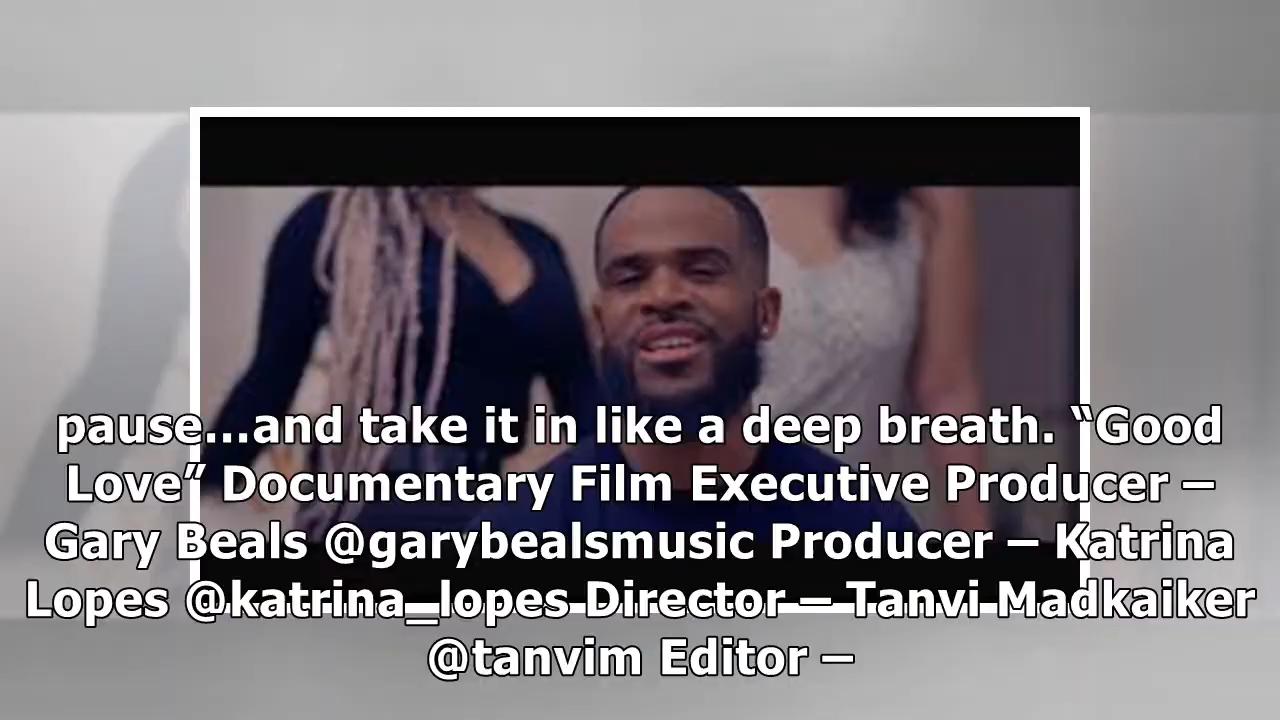 pause...and take it in like a deep breath. “Good
Love” Documentary Film Executive Producer –
Gary Beals @garybealsmusic Producer – Katrina
Lopes @katrina_lopes Director – Tanvi Madkaiker
@tanvim Editor –